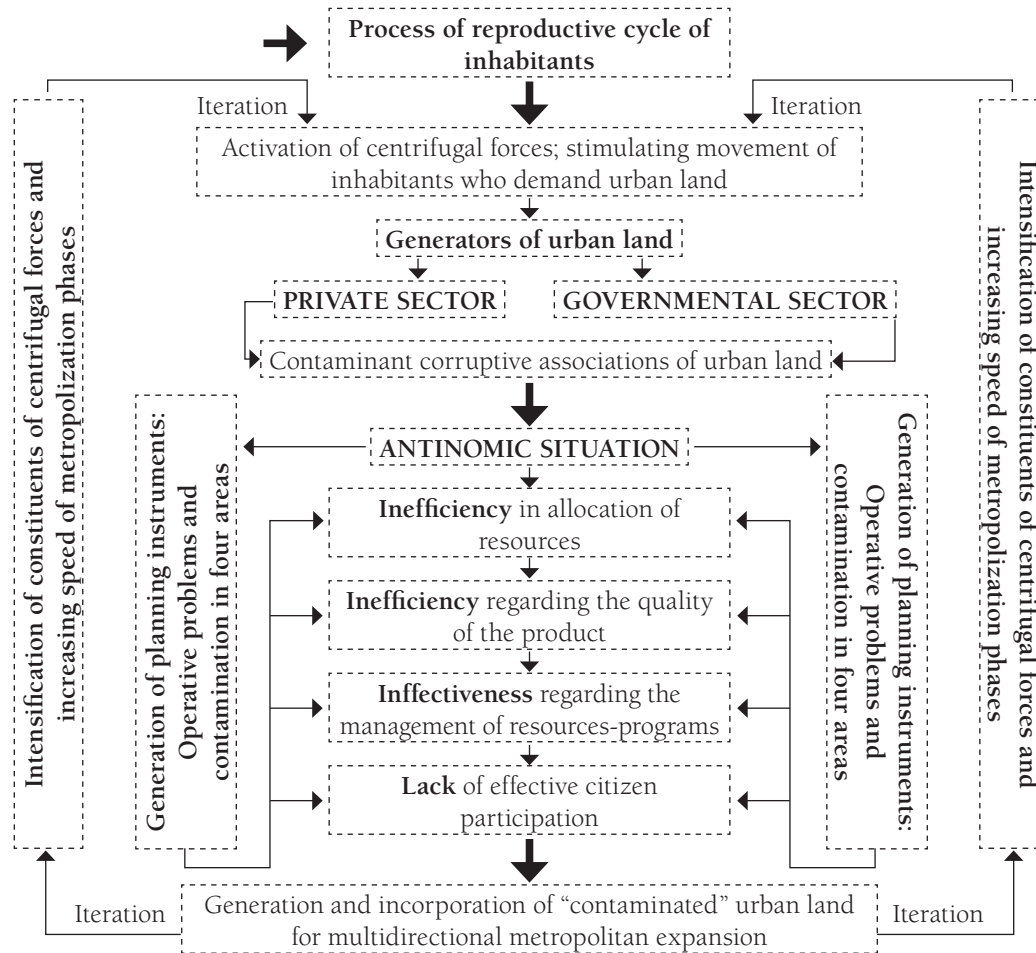 Process of reproductive cycle of
inhabitants
Iteration
Iteration
Activation of centrifugal forces; stimulating movement of
inhabitants who demand urban land
Generators of urban land
PRIVATE SECTOR
GOVERNMENTAL SECTOR
Contaminant corruptive associations of urban land
ANTINOMIC SITUATION
Inefficiency in allocation of
resources
Inefficiency regarding the quality
of the product
Inffectiveness regarding the
management of resources-programs
Lack of effective citizen
participation
Intensification of constituents of centrifugal forces and
increasing speed of metropolization phases
Generation of planning instruments:
Operative problems and
contamination in four areas
Generation of planning instruments:
Operative problems and
contamination in four areas
Intensification of constituents of centrifugal forces and
increasing speed of metropolization phases
Iteration
Generation and incorporation of “contaminated” urban land
for multidirectional metropolitan expansion
Iteration